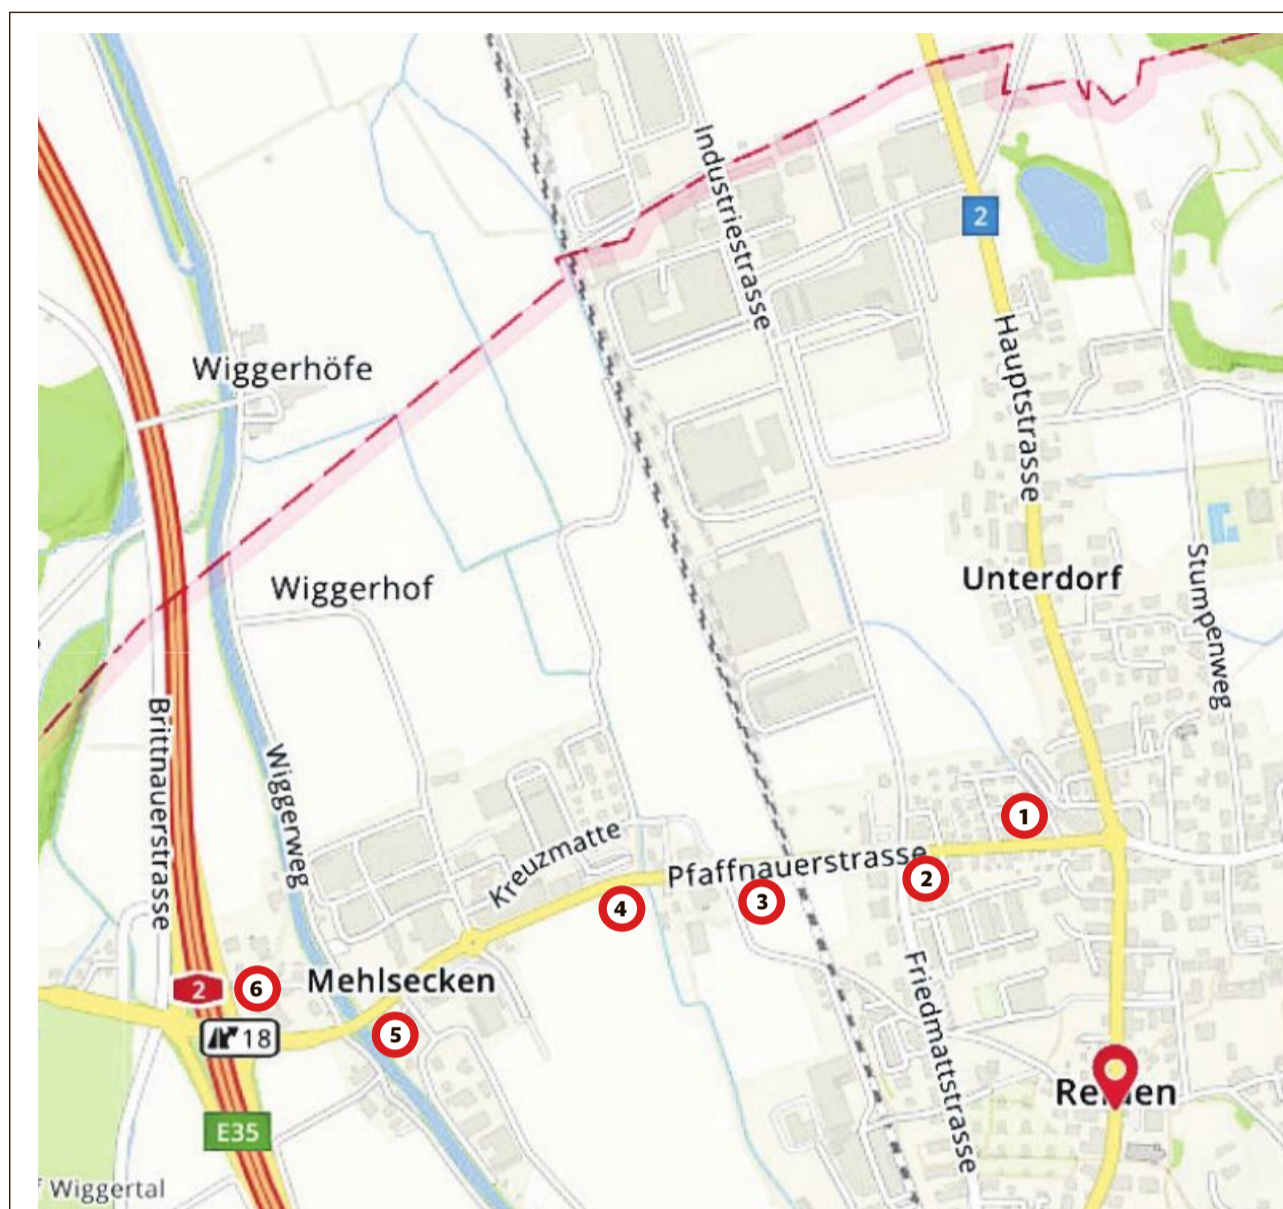 Industriestrasse
2
Hauptstrasse
Wiggerhöfe
Unterdorf
Wiggerhof
Stumpenweg
Brittnauerstrasse
Wiggerweg
1
Kreuzmatte
Pfaffnauerstrasse
2
3
4
Friedmattstrasse
Mehlsecken
2
6
18
5
E35
Wiggertal